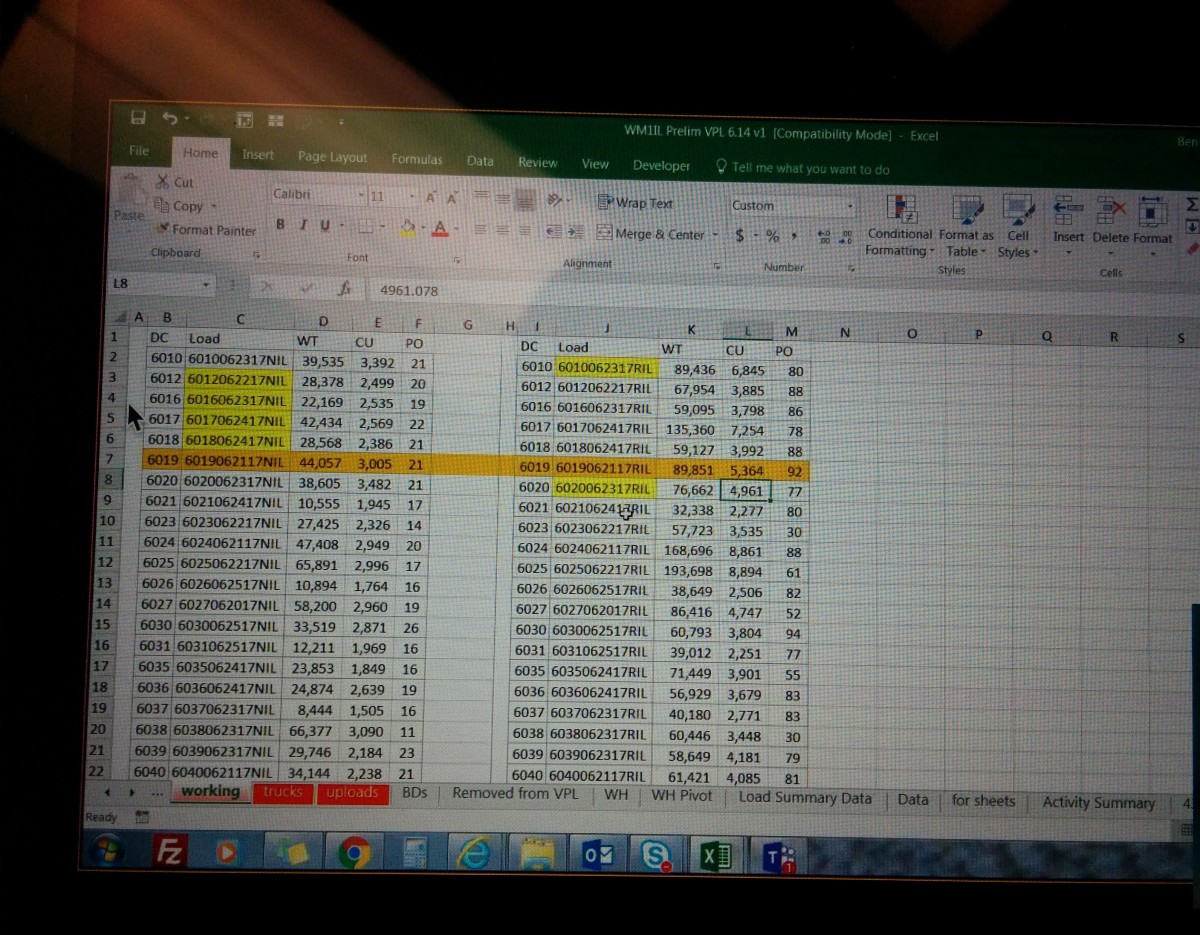 WM1IL Prelim VPL 6.14 v1 [Compatibility Mode] - Excel
Ben
File Home Insert Page Layout Formulas Data Review View Developer Tell me what you want to do
Cut
Copy
Paste
Format Painter
Clipboard
Calibri 11
B I U
Font
Wrap Text
Merge & Center
Alignment
Custom
$ % ,
Number
Conditional Formatting
Format as Table
Cell Styles
Styles
Insert Delete Format
Cells
L8 fx 4961.078
A B C D E F G H I J K L M N O P Q R S
1 DC Load WT CU PO DC Load WT CU PO
2 6010 6010062317NIL 39,535 3,392 21 6010 6010062317RIL 89,436 6,845 80
3 6012 6012062217NIL 28,378 2,499 20 6012 6012062217RIL 67,954 3,885 88
4 6016 6016062317NIL 22,169 2,535 19 6016 6016062317RIL 59,095 3,798 86
5 6017 6017062417NIL 42,434 2,569 22 6017 6017062417RIL 135,360 7,254 78
6 6018 6018062417NIL 28,568 2,386 21 6018 6018062417RIL 59,127 3,992 88
7 6019 6019062117NIL 44,057 3,005 21 6019 6019062117RIL 89,851 5,364 92
8 6020 6020062317NIL 38,605 3,482 21 6020 6020062317RIL 76,662 4,961 77
9 6021 6021062417NIL 10,555 1,945 17 6021 6021062417RIL 32,338 2,277 80
10 6023 6023062217NIL 27,425 2,326 14 6023 6023062217RIL 57,723 3,535 30
11 6024 6024062117NIL 47,408 2,949 20 6024 6024062117RIL 168,696 8,861 88
12 6025 6025062217NIL 65,891 2,996 17 6025 6025062217RIL 193,698 8,894 61
13 6026 6026062517NIL 10,894 1,764 16 6026 6026062517RIL 38,649 2,506 82
14 6027 6027062017NIL 58,200 2,960 19 6027 6027062017RIL 86,416 4,747 52
15 6030 6030062517NIL 33,519 2,871 26 6030 6030062517RIL 60,793 3,804 94
16 6031 6031062517NIL 12,211 1,969 16 6031 6031062517RIL 39,012 2,251 77
17 6035 6035062417NIL 23,853 1,849 16 6035 6035062417RIL 71,449 3,901 55
18 6036 6036062417NIL 24,874 2,639 19 6036 6036062417RIL 56,929 3,679 83
19 6037 6037062317NIL 8,444 1,505 16 6037 6037062317RIL 40,180 2,771 83
20 6038 6038062317NIL 66,377 3,090 11 6038 6038062317RIL 60,446 3,448 30
21 6039 6039062317NIL 29,746 2,184 23 6039 6039062317RIL 58,649 4,181 79
22 6040 6040062117NIL 34,144 2,238 21 6040 6040062117RIL 61,421 4,085 81
... working trucks uploads BDs Removed from VPL WH WH Pivot Load Summary Data Data for sheets Activity Summary 4
Ready